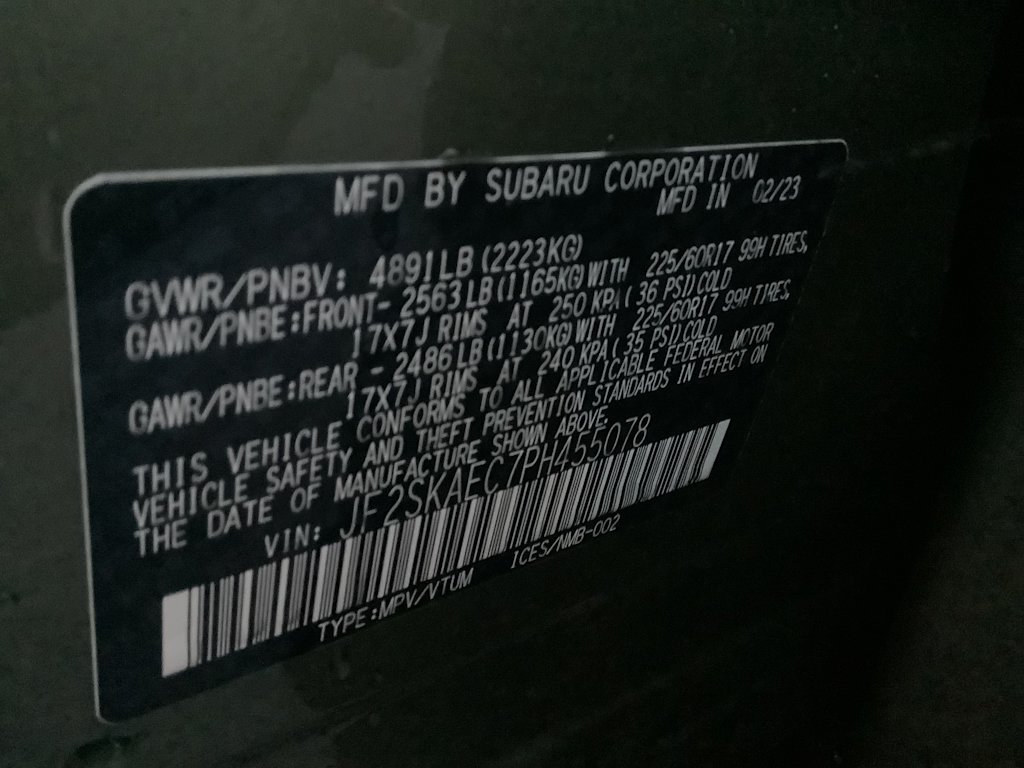 MFD BY SUBARU CORPORATION
MFD IN 02/23
GVWR/PNBV: 4891LB(2223KG)
GAWR/PNBE:FRONT- 2563LB(1165KG)WITH 225/60R17 99H TIRES,
17X7J RIMS AT 250 KPA( 36 PSI)COLD
GAWR/PNBE:REAR - 2486LB(1130KG)WITH 225/60R17 99H TIRES,
17X7J RIMS AT 240 KPA( 35 PSI)COLD
THIS VEHICLE CONFORMS TO ALL APPLICABLE FEDERAL MOTOR
VEHICLE SAFETY AND THEFT PREVENTION STANDARDS IN EFFECT ON
THE DATE OF MANUFACTURE SHOWN ABOVE.
VIN: JF2SKAEC7PH455078
TYPE:MPV/VTUM ICES/NMB-002